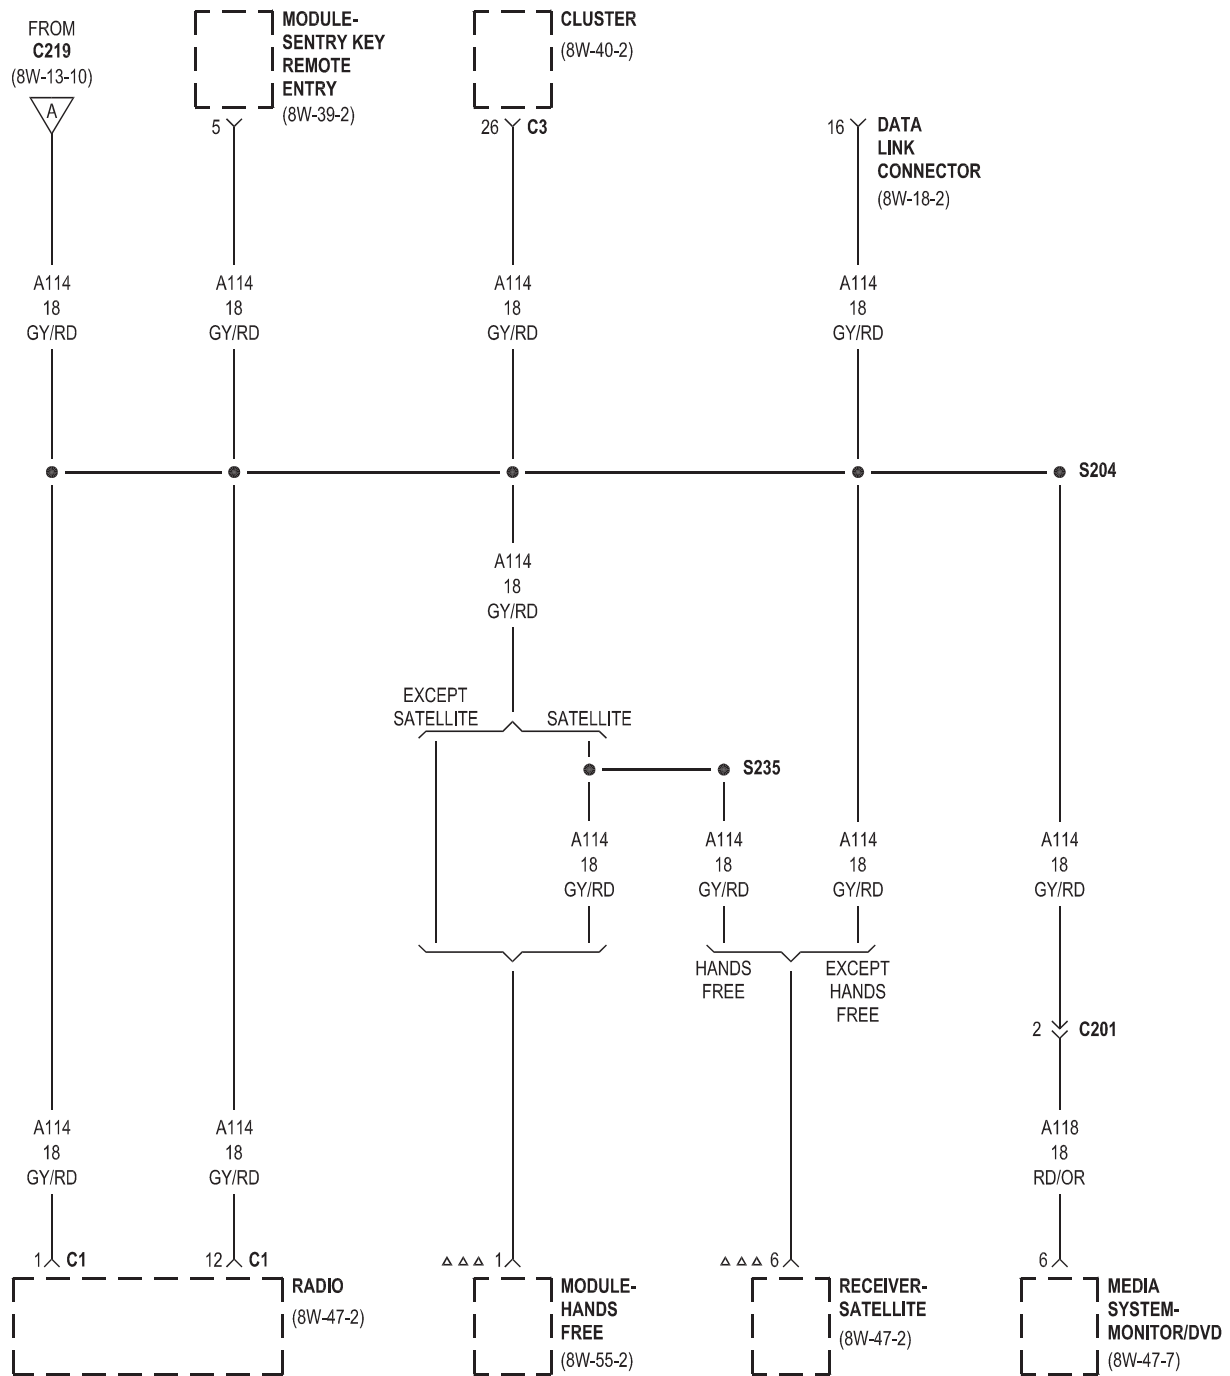 FROM
C219
(8W-13-10)
A
MODULE-
SENTRY KEY
REMOTE
ENTRY
(8W-39-2)
5
CLUSTER
(8W-40-2)
26
C3
16
DATA
LINK
CONNECTOR
(8W-18-2)
A114
18
GY/RD
A114
18
GY/RD
A114
18
GY/RD
A114
18
GY/RD
S204
A114
18
GY/RD
EXCEPT
SATELLITE
SATELLITE
S235
A114
18
GY/RD
A114
18
GY/RD
A114
18
GY/RD
A114
18
GY/RD
HANDS
FREE
EXCEPT
HANDS
FREE
2
C201
A114
18
GY/RD
A114
18
GY/RD
A118
18
RD/OR
1
C1
12
C1
1
6
6
RADIO
(8W-47-2)
MODULE-
HANDS
FREE
(8W-55-2)
RECEIVER-
SATELLITE
(8W-47-2)
MEDIA
SYSTEM-
MONITOR/DVD
(8W-47-7)